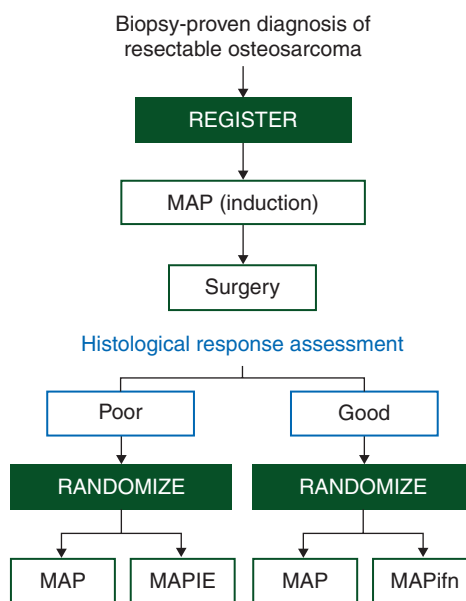 Biopsy-proven diagnosis of
resectable osteosarcoma
REGISTER
MAP (induction)
Surgery
Histological response assessment
Poor
Good
RANDOMIZE
RANDOMIZE
MAP
MAPIE
MAP
MAPifn